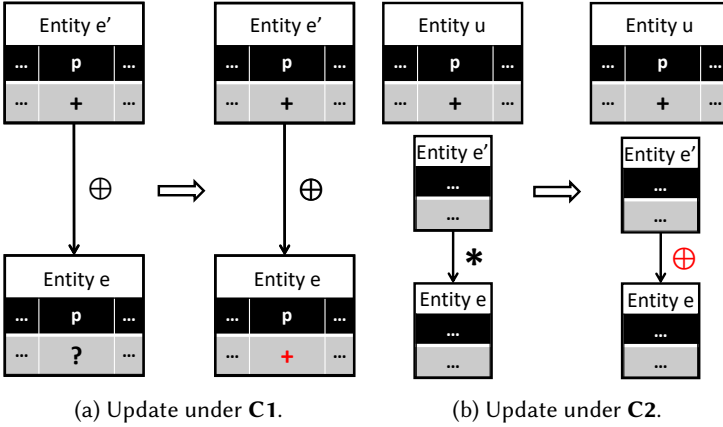 Entity e'
... p ...
... + ...
⊕
Entity e
... p ...
... ? ...
Entity e'
... p ...
... + ...
⊕
Entity e
... p ...
... + ...
(a) Update under C1.
Entity u
... p ...
... + ...
Entity e'
...
...
*
Entity e
...
...
Entity u
... p ...
... + ...
Entity e'
...
...
⊕
Entity e
...
...
(b) Update under C2.